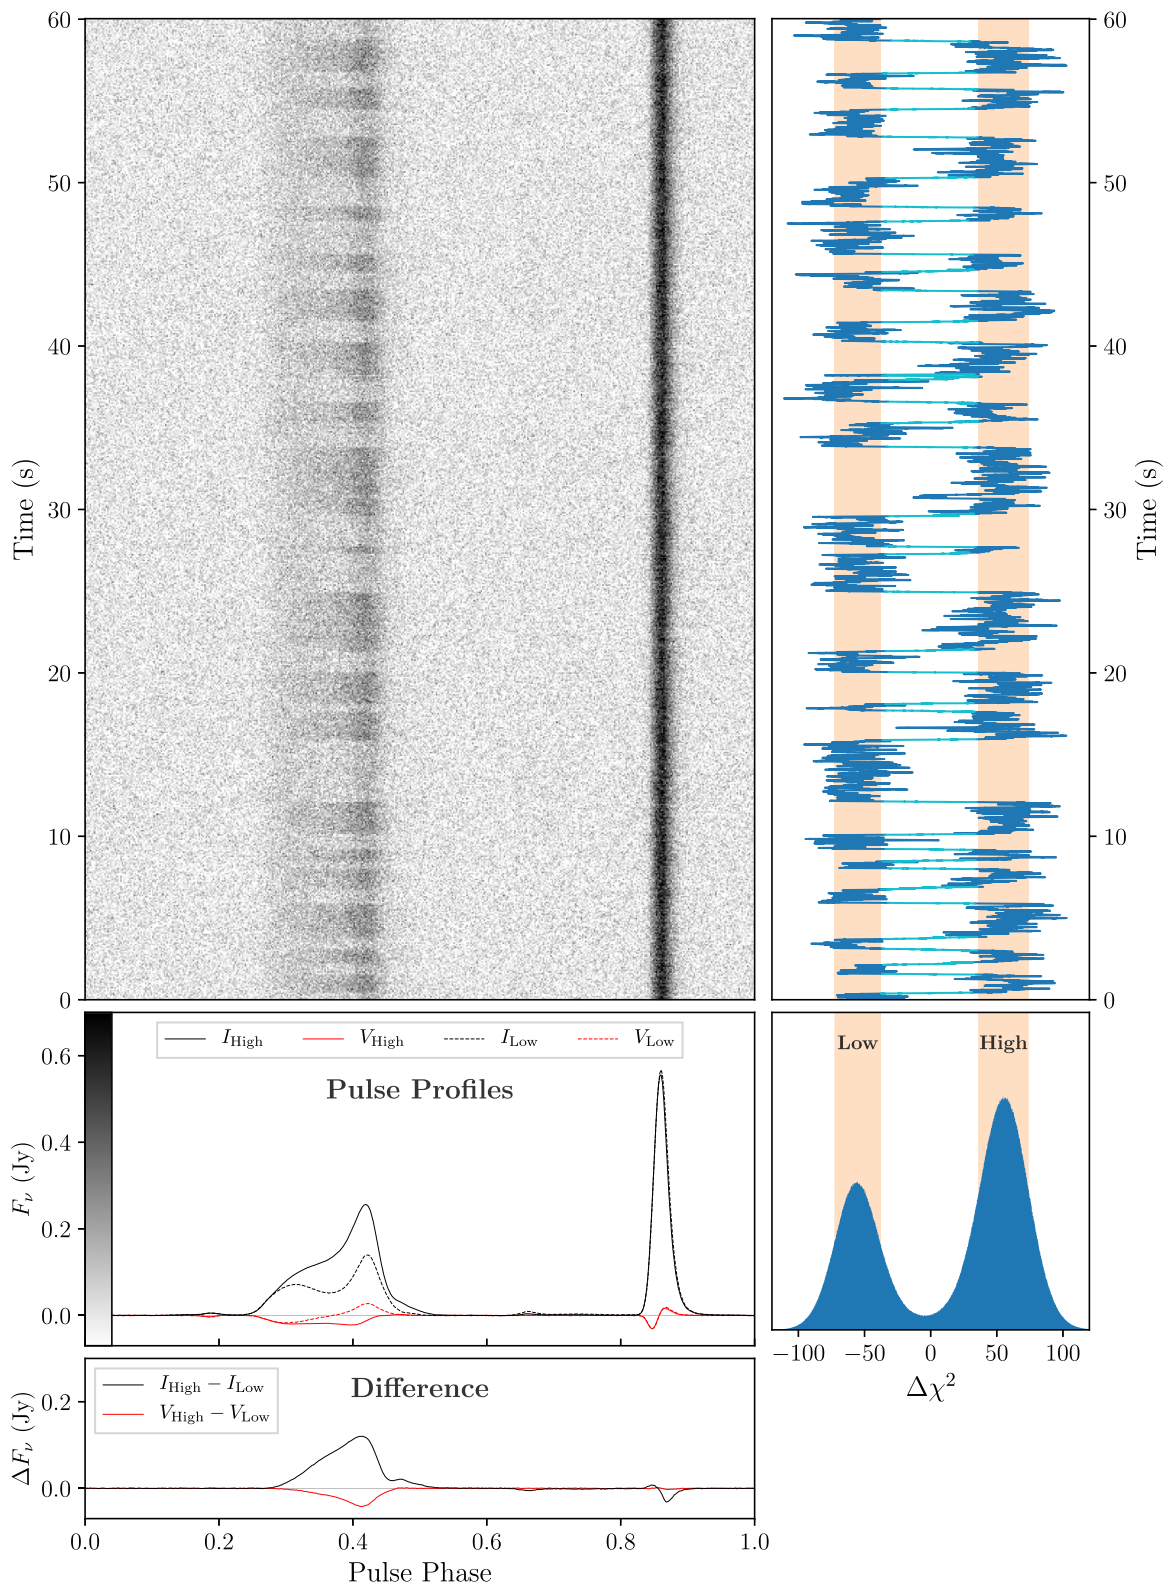 60
50
40
30
20
10
0
Time (s)
60
50
40
30
20
10
0
Time (s)
I_High V_High I_Low V_Low
Pulse Profiles
0.6
0.4
0.2
0.0
F_ν (Jy)
Low High
−100 −50 0 50 100
Δχ²
I_High − I_Low
V_High − V_Low
Difference
0.2
0.0
ΔF_ν (Jy)
0.0 0.2 0.4 0.6 0.8 1.0
Pulse Phase